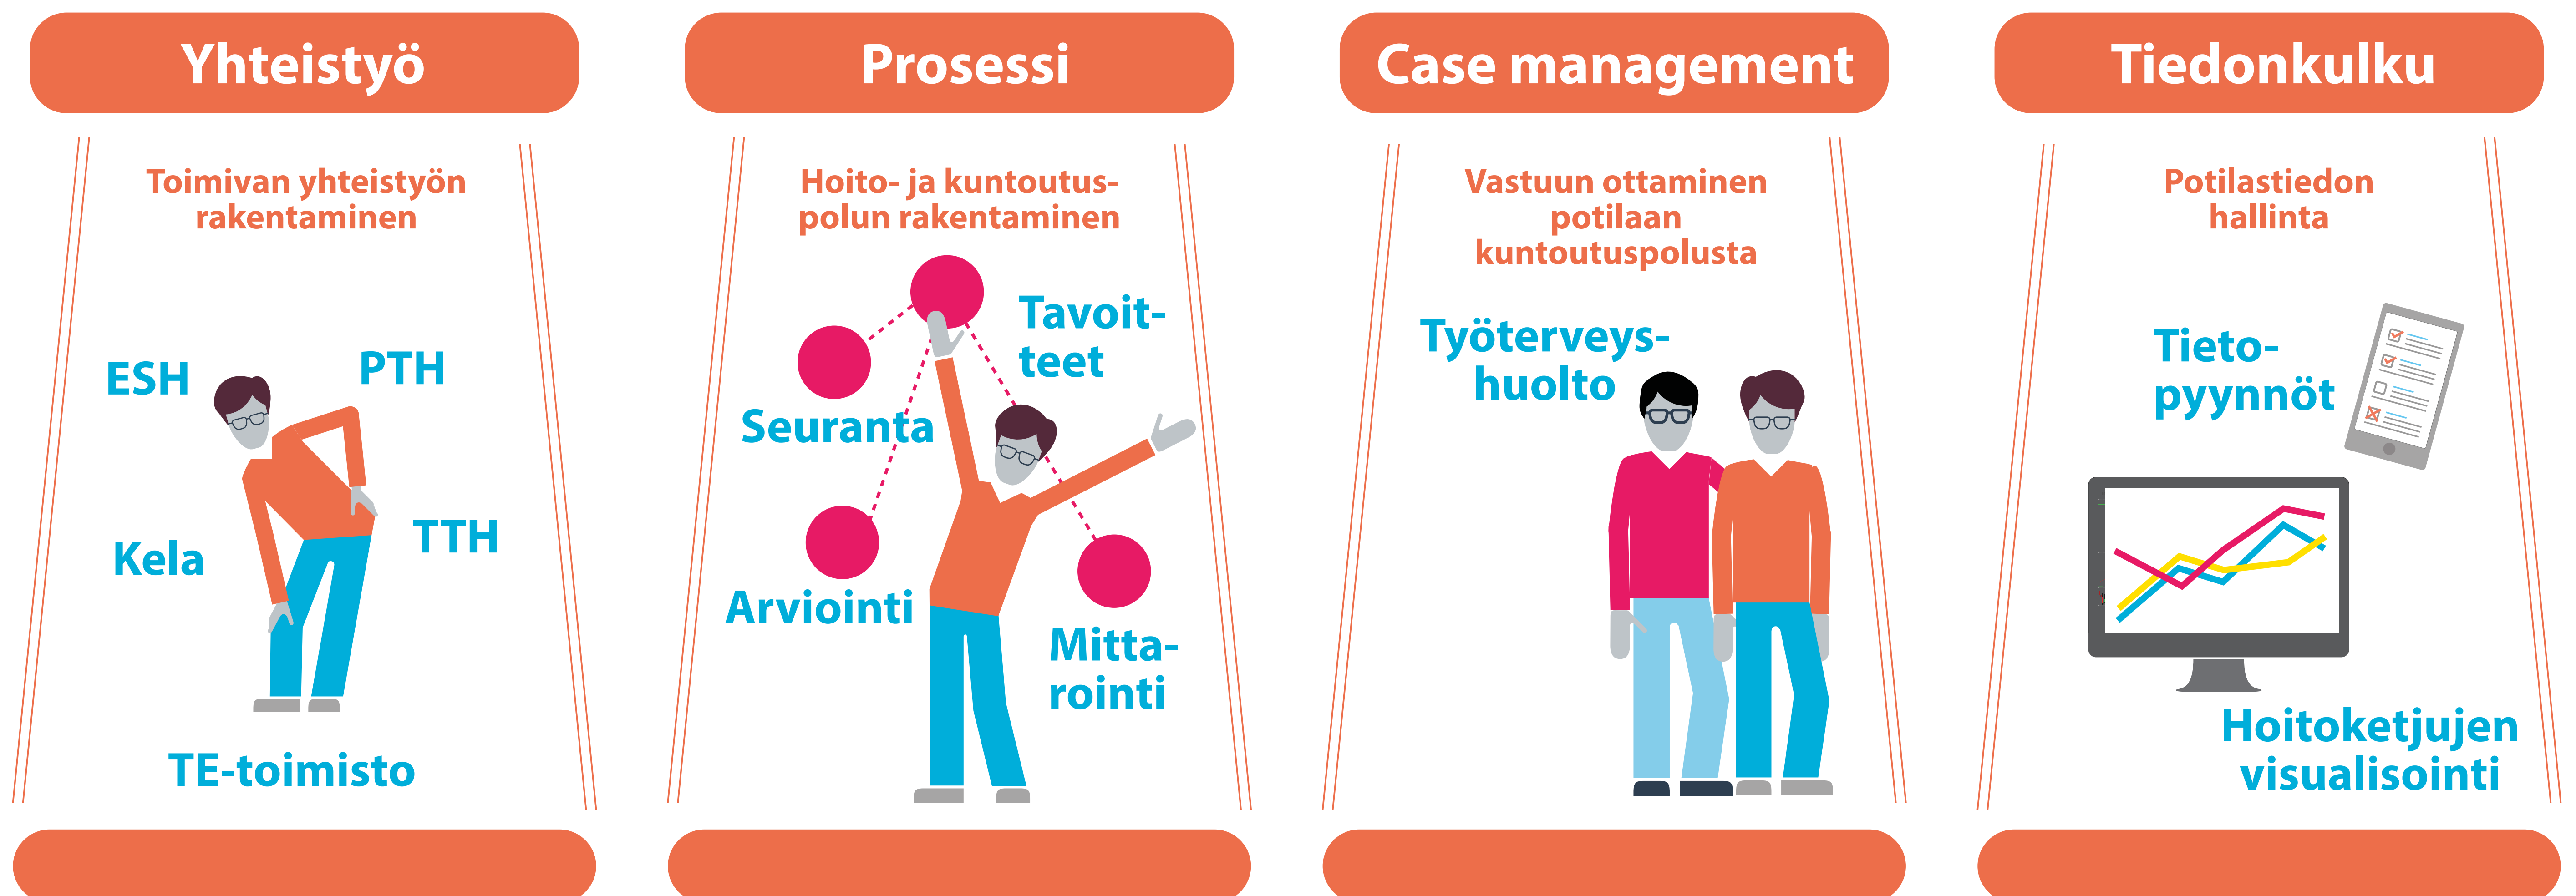 Yhteistyö
Toimivan yhteistyön
rakentaminen
ESH
PTH
Kela
TTH
TE-toimisto
Prosessi
Hoito- ja kuntoutus-
polun rakentaminen
Tavoit-
teet
Seuranta
Arviointi
Mitta-
rointi
Case management
Vastuun ottaminen
potilaan
kuntoutuspolusta
Työterveys-
huolto
Tiedonkulku
Potilastiedon
hallinta
Tieto-
pyynnöt
Hoitoketjujen
visualisointi